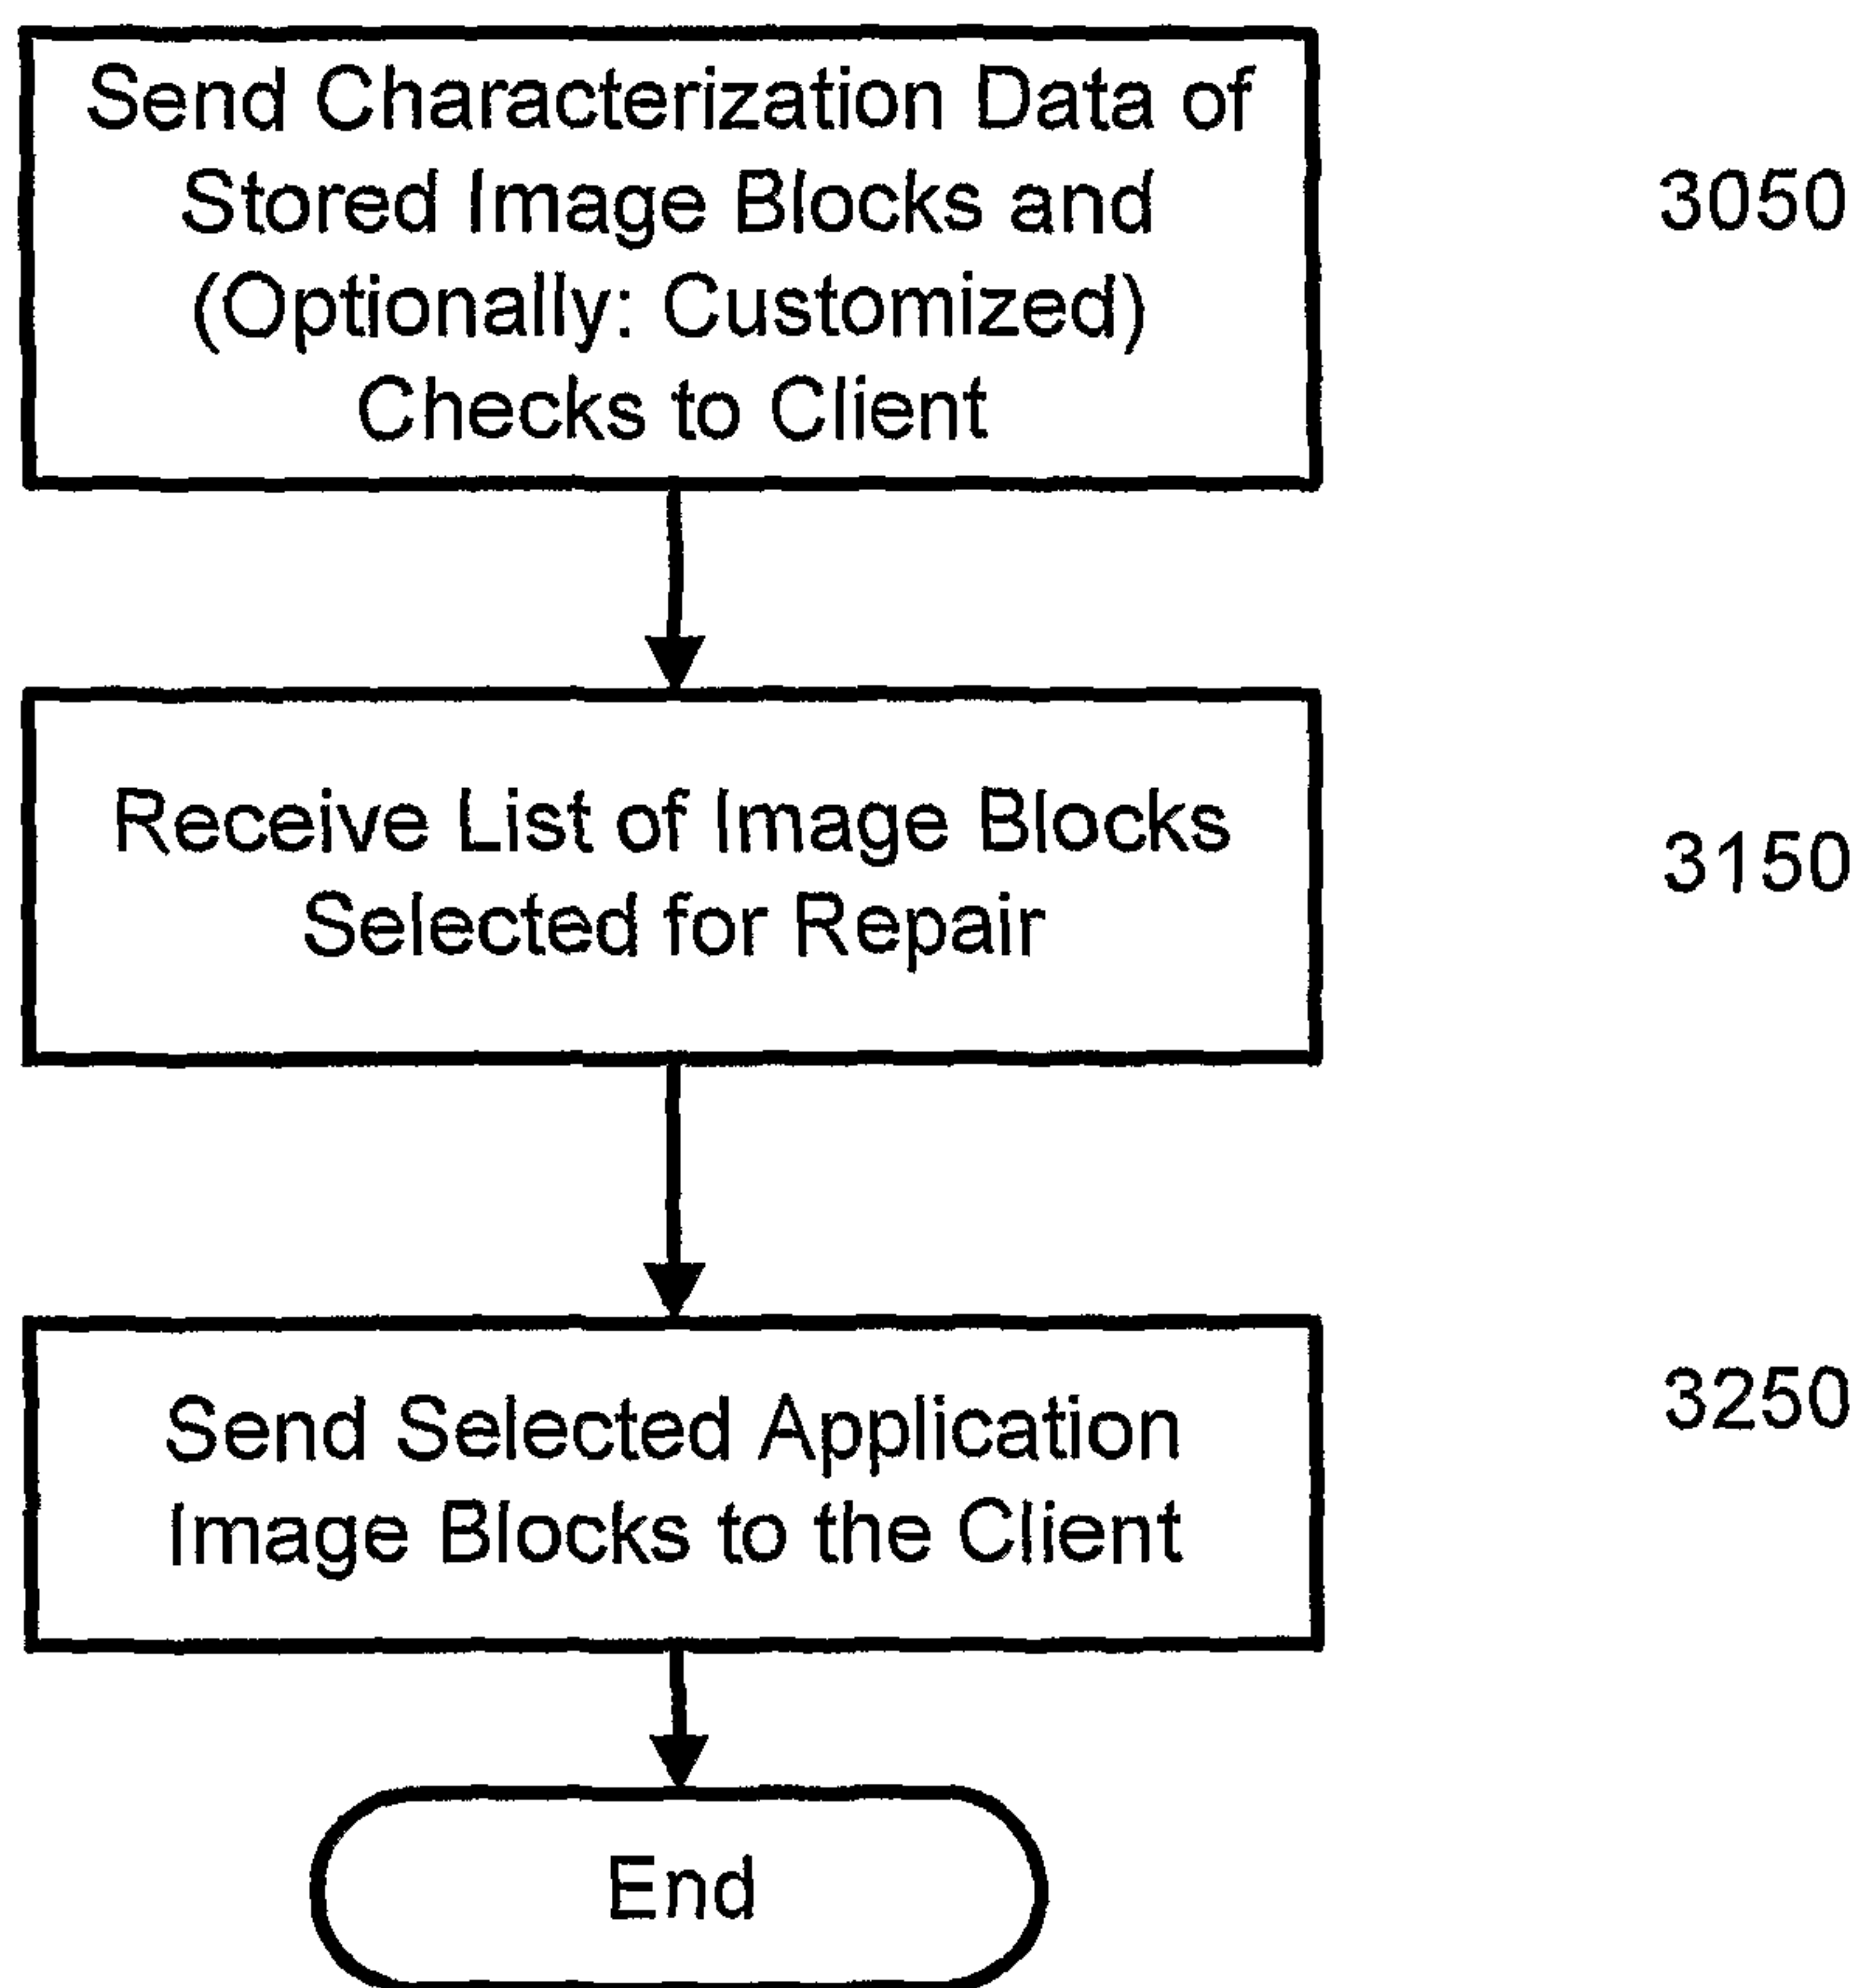 Send Characterization Data of
Stored Image Blocks and
(Optionally: Customized)
Checks to Client
3050
Receive List of Image Blocks
Selected for Repair
3150
Send Selected Application
Image Blocks to the Client
3250
End